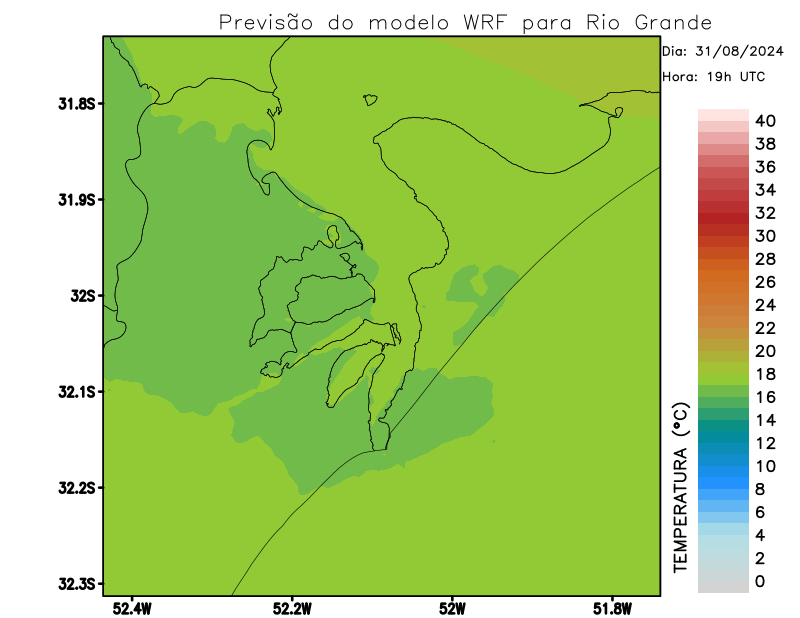 Previsão do modelo WRF para Rio Grande
Dia: 31/08/2024
Hora: 19h UTC
31.8S
31.9S
32S
32.1S
32.2S
32.3S
52.4W
52.2W
52W
51.8W
40
38
36
34
32
30
28
26
24
22
20
18
16
14
12
10
8
6
4
2
0
TEMPERATURA (°C)